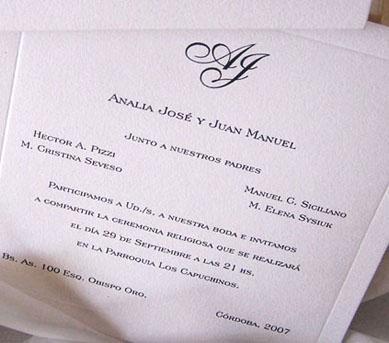 AJ
Analia José y Juan Manuel
Junto a nuestros padres
Hector A. Pizzi
M. Cristina Seveso
Manuel C. Siciliano
M. Elena Sysiuk
Participamos a Ud./s. a nuestra boda e invitamos
a compartir la ceremonia religiosa que se realizará
el día 29 de Septiembre a las 21 hs.
en la Parroquia Los Capuchinos.
Bs. As. 100 Esq. Obispo Oro.
Córdoba, 2007